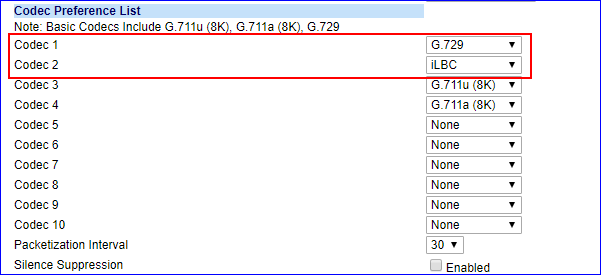 Codec Preference List
Note: Basic Codecs Include G.711u (8K), G.711a (8K), G.729
Codec 1 G.729
Codec 2 iLBC
Codec 3 G.711u (8K)
Codec 4 G.711a (8K)
Codec 5 None
Codec 6 None
Codec 7 None
Codec 8 None
Codec 9 None
Codec 10 None
Packetization Interval 30
Silence Suppression Enabled